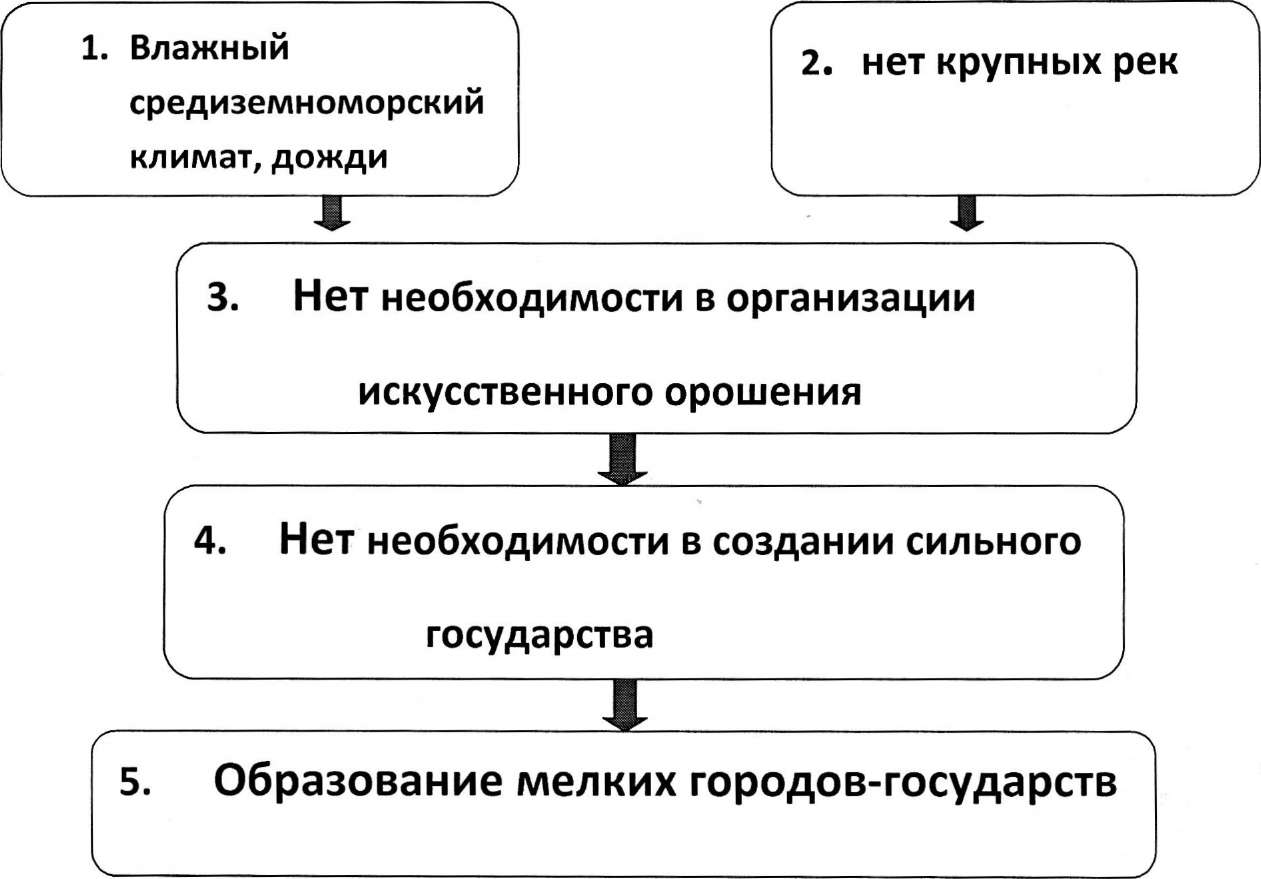 1. Влажный
средиземноморский
климат, дожди
2. нет крупных рек
3. Нет необходимости в организации
искусственного орошения
4. Нет необходимости в создании сильного
государства
5. Образование мелких городов-государств